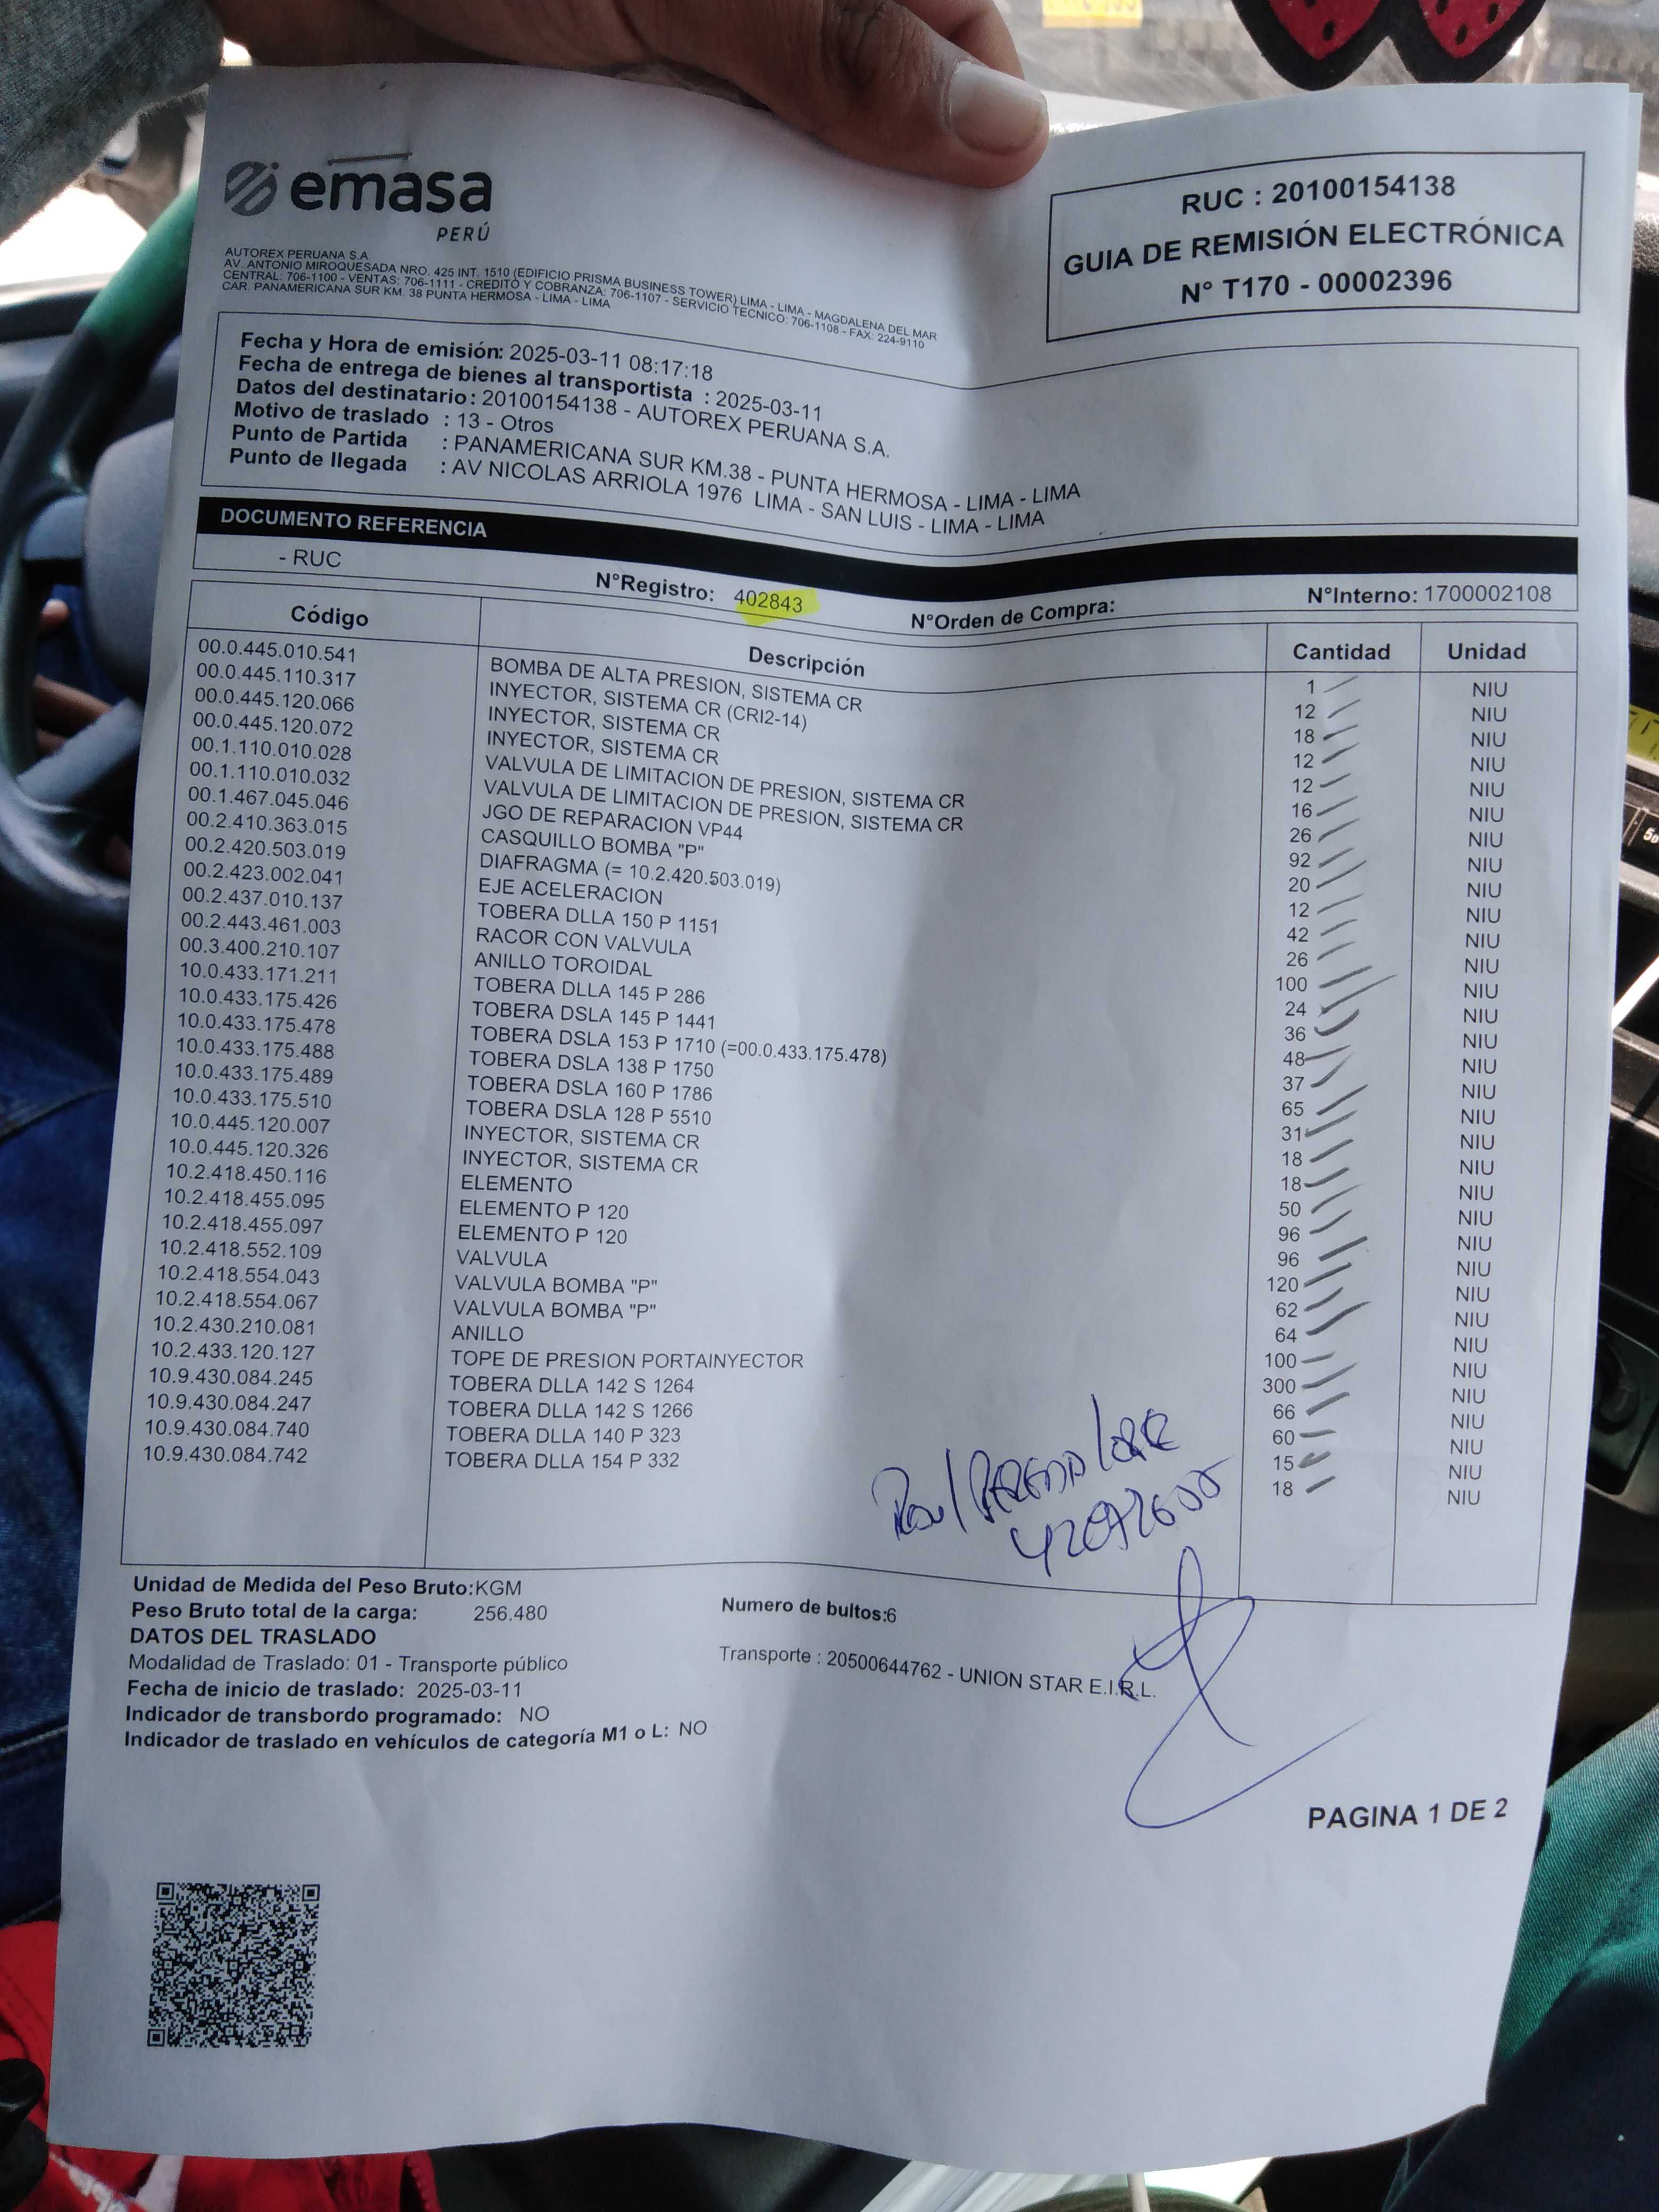 emasa
PERÚ
RUC : 20100154138
GUIA DE REMISIÓN ELECTRÓNICA
N° T170 - 00002396
AUTOREX PERUANA S.A
AV. ANTONIO MIROQUESADA NRO. 425 INT. 1510 (EDIFICIO PRISMA BUSINESS TOWER) LIMA - LIMA - MAGDALENA DEL MAR
CENTRAL: 706-1100 - VENTAS: 706-1111 - CREDITO Y COBRANZA: 706-1107 - SERVICIO TECNICO: 706-1108 - FAX: 224-9110
CAR. PANAMERICANA SUR KM. 38 PUNTA HERMOSA - LIMA - LIMA
Fecha y Hora de emisión: 2025-03-11 08:17:18
Fecha de entrega de bienes al transportista : 2025-03-11
Datos del destinatario: 20100154138 - AUTOREX PERUANA S.A.
Motivo de traslado : 13 - Otros
Punto de Partida : PANAMERICANA SUR KM.38 - PUNTA HERMOSA - LIMA - LIMA
Punto de llegada : AV NICOLAS ARRIOLA 1976 LIMA - SAN LUIS - LIMA - LIMA
DOCUMENTO REFERENCIA
- RUC N°Registro: 402843 N°Orden de Compra: N°Interno: 1700002108
Código Descripción Cantidad Unidad
00.0.445.010.541 BOMBA DE ALTA PRESION, SISTEMA CR 1 NIU
00.0.445.110.317 INYECTOR, SISTEMA CR (CRI2-14) 12 NIU
00.0.445.120.066 INYECTOR, SISTEMA CR 18 NIU
00.0.445.120.072 INYECTOR, SISTEMA CR 12 NIU
00.1.110.010.028 VALVULA DE LIMITACION DE PRESION, SISTEMA CR 12 NIU
00.1.110.010.032 VALVULA DE LIMITACION DE PRESION, SISTEMA CR 16 NIU
00.1.467.045.046 JGO DE REPARACION VP44 26 NIU
00.2.410.363.015 CASQUILLO BOMBA "P" 92 NIU
00.2.420.503.019 DIAFRAGMA (= 10.2.420.503.019) 20 NIU
00.2.423.002.041 EJE ACELERACION 12 NIU
00.2.437.010.137 TOBERA DLLA 150 P 1151 42 NIU
00.2.443.461.003 RACOR CON VALVULA 26 NIU
00.3.400.210.107 ANILLO TOROIDAL 100 NIU
10.0.433.171.211 TOBERA DLLA 145 P 286 24 NIU
10.0.433.175.426 TOBERA DSLA 145 P 1441 36 NIU
10.0.433.175.478 TOBERA DSLA 153 P 1710 (=00.0.433.175.478) 48 NIU
10.0.433.175.488 TOBERA DSLA 138 P 1750 37 NIU
10.0.433.175.489 TOBERA DSLA 160 P 1786 65 NIU
10.0.433.175.510 TOBERA DSLA 128 P 5510 31 NIU
10.0.445.120.007 INYECTOR, SISTEMA CR 18 NIU
10.0.445.120.326 INYECTOR, SISTEMA CR 18 NIU
10.2.418.450.116 ELEMENTO 50 NIU
10.2.418.455.095 ELEMENTO P 120 96 NIU
10.2.418.455.097 ELEMENTO P 120 96 NIU
10.2.418.552.109 VALVULA 120 NIU
10.2.418.554.043 VALVULA BOMBA "P" 62 NIU
10.2.418.554.067 VALVULA BOMBA "P" 64 NIU
10.2.430.210.081 ANILLO 100 NIU
10.2.433.120.127 TOPE DE PRESION PORTAINYECTOR 300 NIU
10.9.430.084.245 TOBERA DLLA 142 S 1264 66 NIU
10.9.430.084.247 TOBERA DLLA 142 S 1266 60 NIU
10.9.430.084.740 TOBERA DLLA 140 P 323 15 NIU
10.9.430.084.742 TOBERA DLLA 154 P 332 18 NIU
Unidad de Medida del Peso Bruto:KGM
Peso Bruto total de la carga: 256.480 Numero de bultos:6
DATOS DEL TRASLADO
Modalidad de Traslado: 01 - Transporte público Transporte : 20500644762 - UNION STAR E.I.R.L.
Fecha de inicio de traslado: 2025-03-11
Indicador de transbordo programado: NO
Indicador de traslado en vehículos de categoría M1 o L: NO
PAGINA 1 DE 2